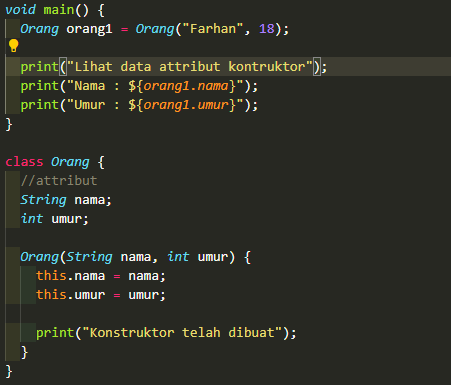 void main() {
Orang orang1 = Orang("Farhan", 18);
print("Lihat data attribut kontruktor");
print("Nama : ${orang1.nama}");
print("Umur : ${orang1.umur}");
}
class Orang {
//attribut
String nama;
int umur;
Orang(String nama, int umur) {
this.nama = nama;
this.umur = umur;
print("Konstruktor telah dibuat");
}
}